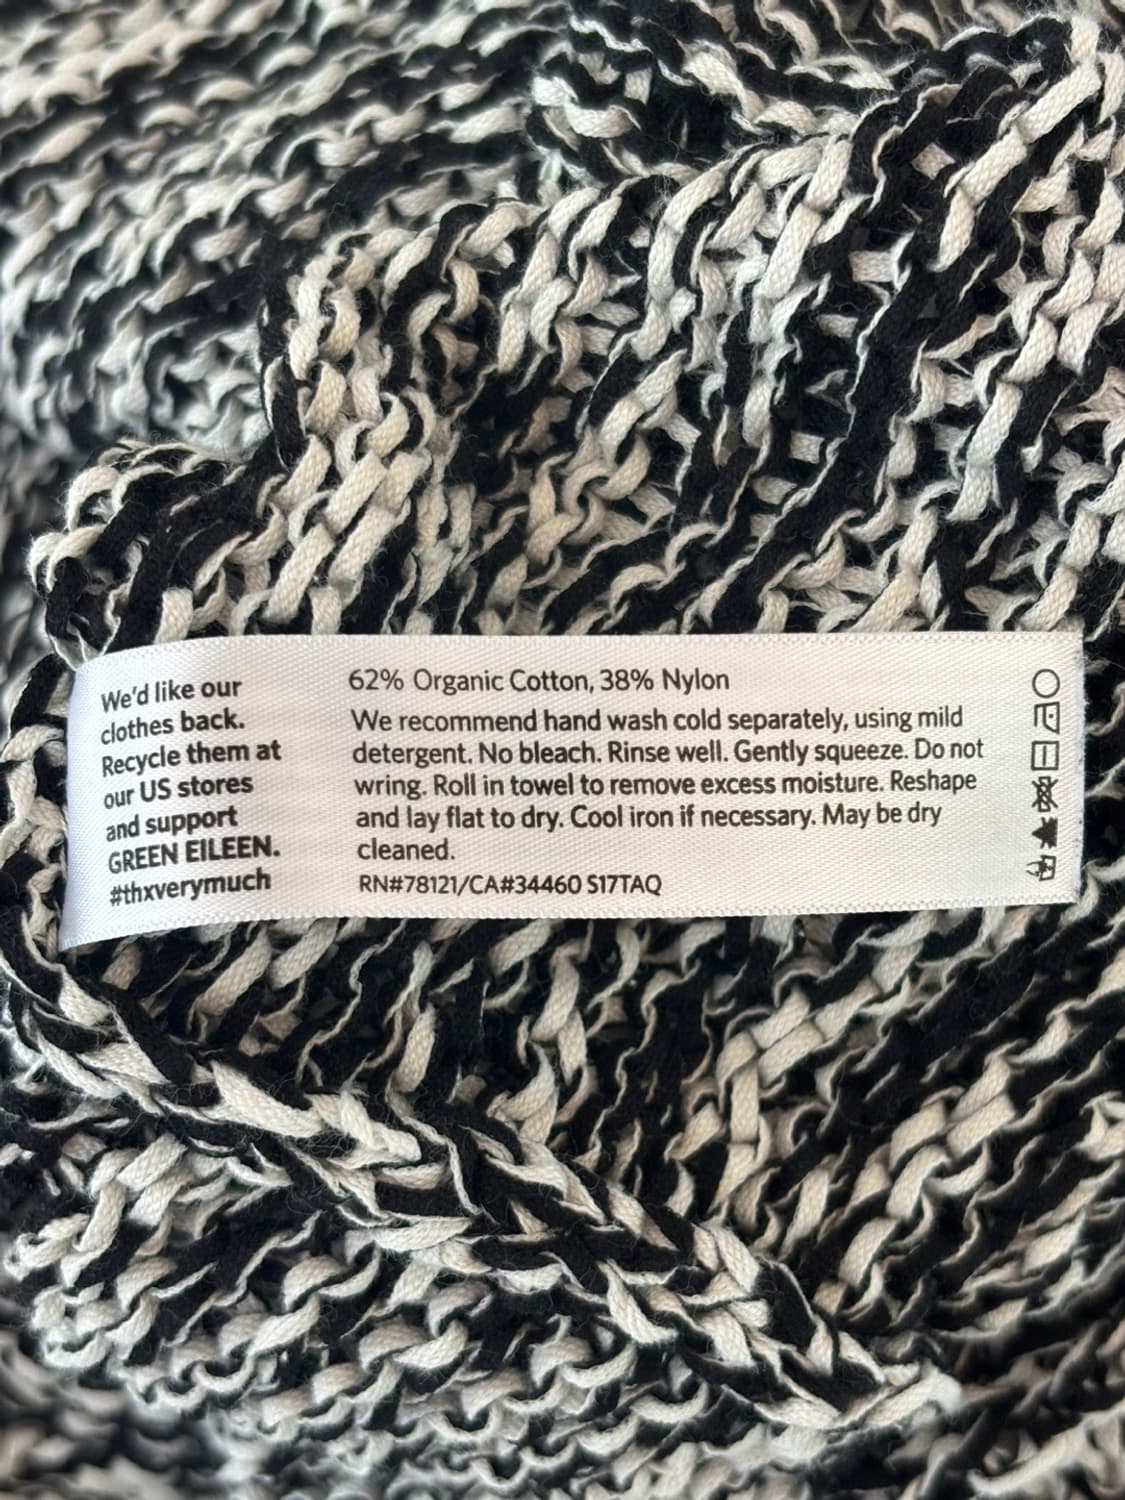 We'd like our
clothes back.
Recycle them at
our US stores
and support
GREEN EILEEN.
#thxverymuch
62% Organic Cotton, 38% Nylon
We recommend hand wash cold separately, using mild
detergent. No bleach. Rinse well. Gently squeeze. Do not
wring. Roll in towel to remove excess moisture. Reshape
and lay flat to dry. Cool iron if necessary. May be dry
cleaned.
RN#78121/CA#34460 S17TAQ